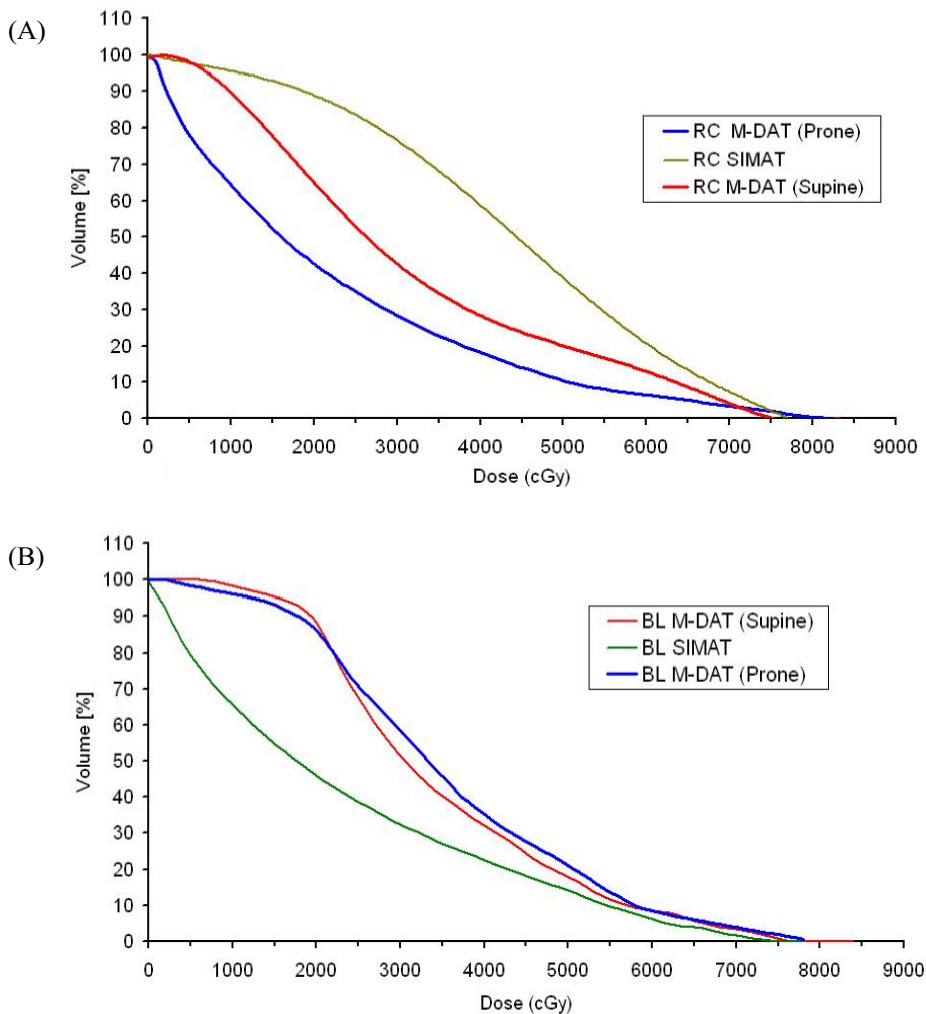 (A)
110
100
90
80
70
60
50
40
30
20
10
0
Volume [%]
RC M-DAT (Prone)
RC SIMAT
RC M-DAT (Supine)
0 1000 2000 3000 4000 5000 6000 7000 8000 9000
Dose (cGy)
(B)
110
100
90
80
70
60
50
40
30
20
10
0
Volume [%]
BL M-DAT (Supine)
BL SIMAT
BL M-DAT (Prone)
0 1000 2000 3000 4000 5000 6000 7000 8000 9000
Dose (cGy)